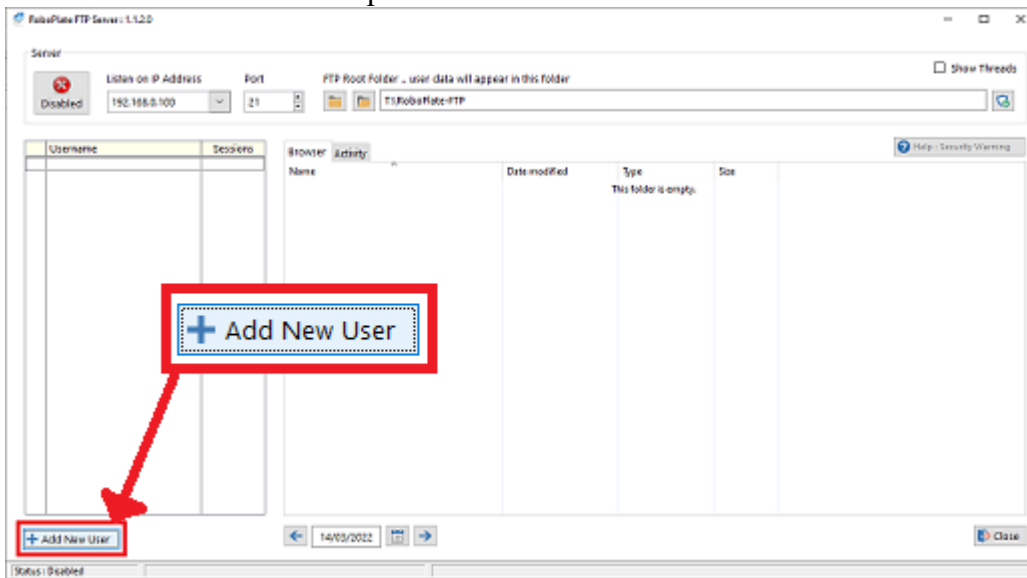 RoboPlate FTP Server : 1.1.2.0
Server
Show Threads
Listen on IP Address Port FTP Root Folder .. user data will appear in this folder
Disabled 192.168.0.100 21 T:\RoboPlate-FTP
Username Sessions Browser Activity Help : Security Warning
Name Date modified Type Size
This folder is empty.
+ Add New User
+ Add New User 14/03/2022 Close
Status : Disabled